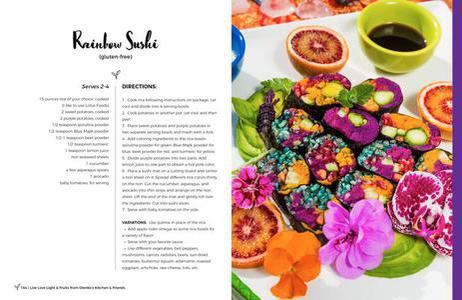 Rainbow Sushi
(gluten-free)
Serves 2-4
15 ounces rice of your choice, cooked
(I like to use Lotus Foods)
2 sweet potatoes, cooked
2 purple potatoes, cooked
1/2 teaspoon spirulina powder
1/2 teaspoon Blue Majik powder
1/2 teaspoon beet powder
1/2 teaspoon turmeric
1 teaspoon lemon juice
nori seaweed sheets
1 cucumber
a few asparagus spears
1 avocado
baby tomatoes, for serving
DIRECTIONS:
1. Cook rice following instructions on package. Let
cool and divide into 4 serving bowls.
2. Cook potatoes in another pot. Let cool and then
peel.
3. Place sweet potatoes and purple potatoes in
two separate serving bowls and mash with a fork.
4. Add coloring ingredients to the rice bowls:
spirulina powder for green, Blue Majik powder for
blue, beet powder for red, and turmeric for yellow.
5. Divide purple potatoes into two parts. Add
lemon juice to one part to obtain a hot pink color.
6. Place a sushi mat on a cutting board and center
a nori sheet on it. Spread different rice colors thinly
on the nori. Cut the cucumber, asparagus, and
avocado into thin strips and arrange on the nori
sheet. Lift the end of the mat and gently roll over
the ingredients. Cut into sushi slices.
7. Serve with baby tomatoes on the side.
VARIATIONS: Use quinoa in place of the rice
– Add apple cider vinegar to some rice bowls for
a variety of flavor
– Serve with your favorite sauce
– Use different vegetables: bell peppers,
mushrooms, carrots, radishes, beets, sun-dried
tomatoes, butternut squash, edamame, roasted
eggplant, artichoke, raw cheese, tofu, etc.
144 | Live Love Light & Fruits from Olenko's Kitchen & Friends